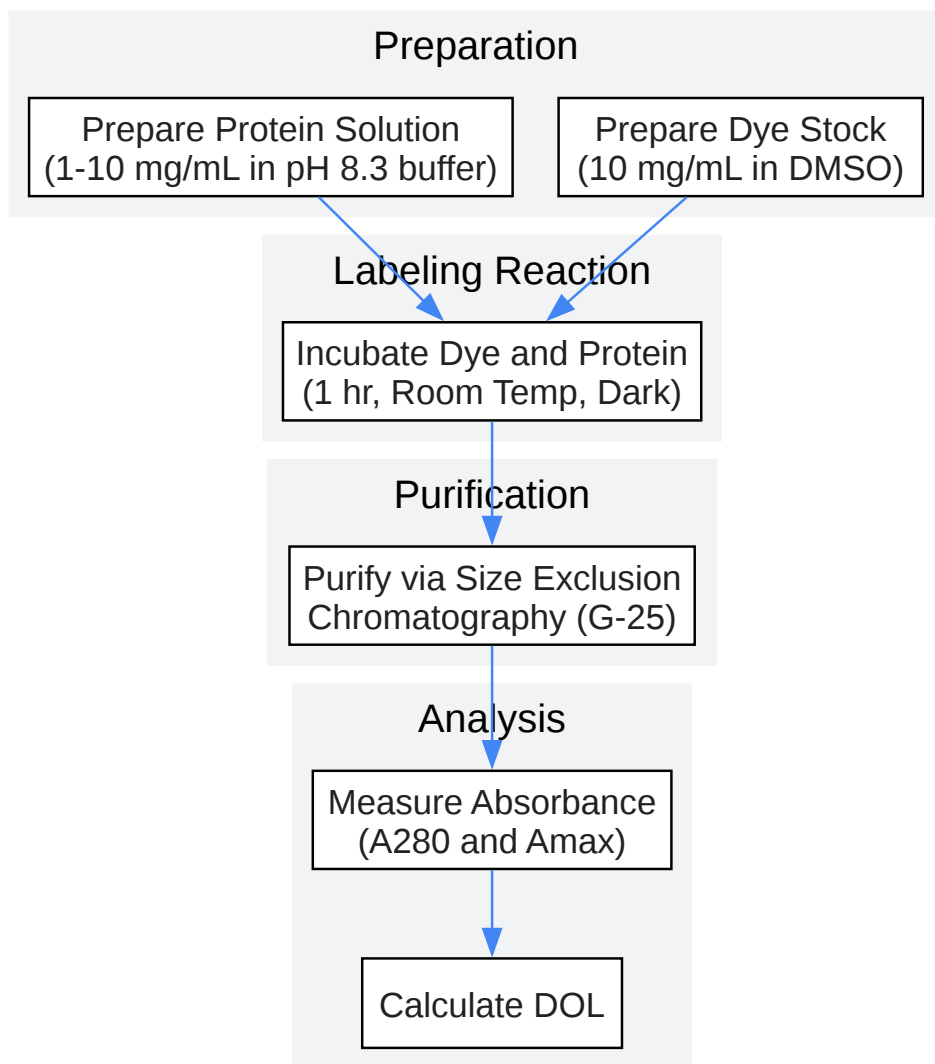 Preparation
Prepare Protein Solution
(1-10 mg/mL in pH 8.3 buffer)
Prepare Dye Stock
(10 mg/mL in DMSO)
Labeling Reaction
Incubate Dye and Protein
(1 hr, Room Temp, Dark)
Purification
Purify via Size Exclusion
Chromatography (G-25)
Analysis
Measure Absorbance
(A280 and Amax)
Calculate DOL